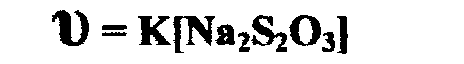 υ = K[Na₂S₂O₃]